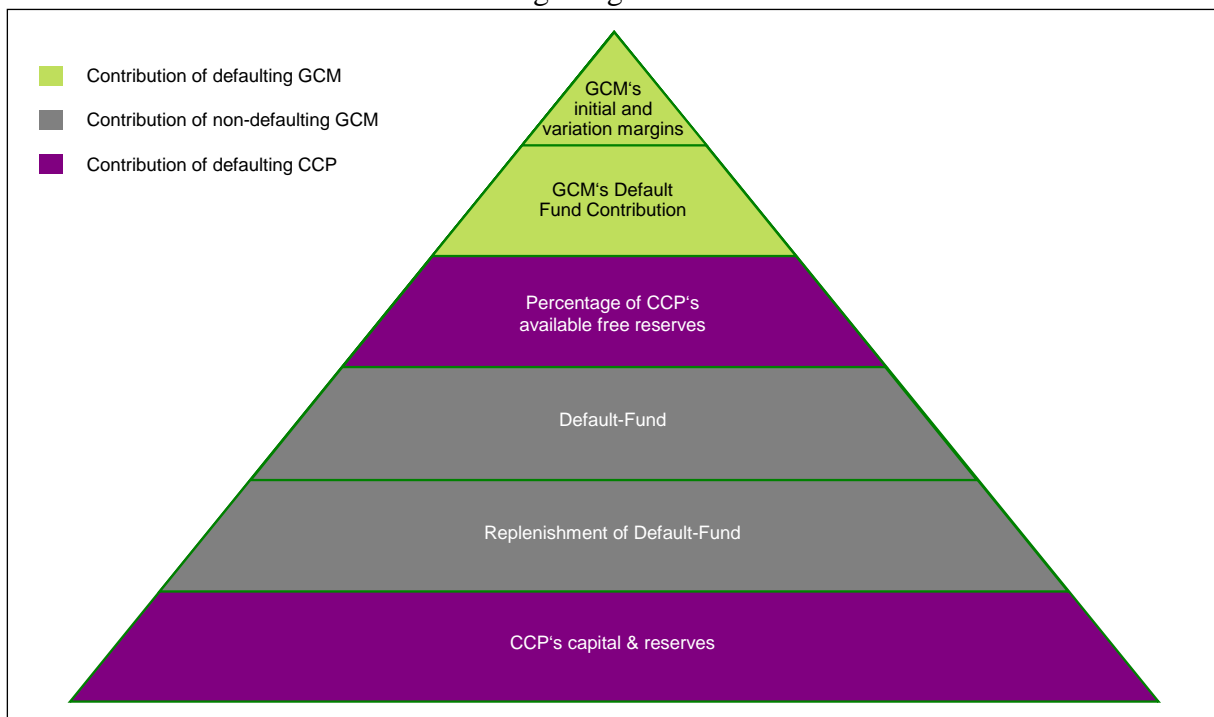 Contribution of defaulting GCM
Contribution of non-defaulting GCM
Contribution of defaulting CCP
GCM‘s
initial and
variation margins
GCM‘s Default
Fund Contribution
Percentage of CCP‘s
available free reserves
Default-Fund
Replenishment of Default-Fund
CCP‘s capital & reserves